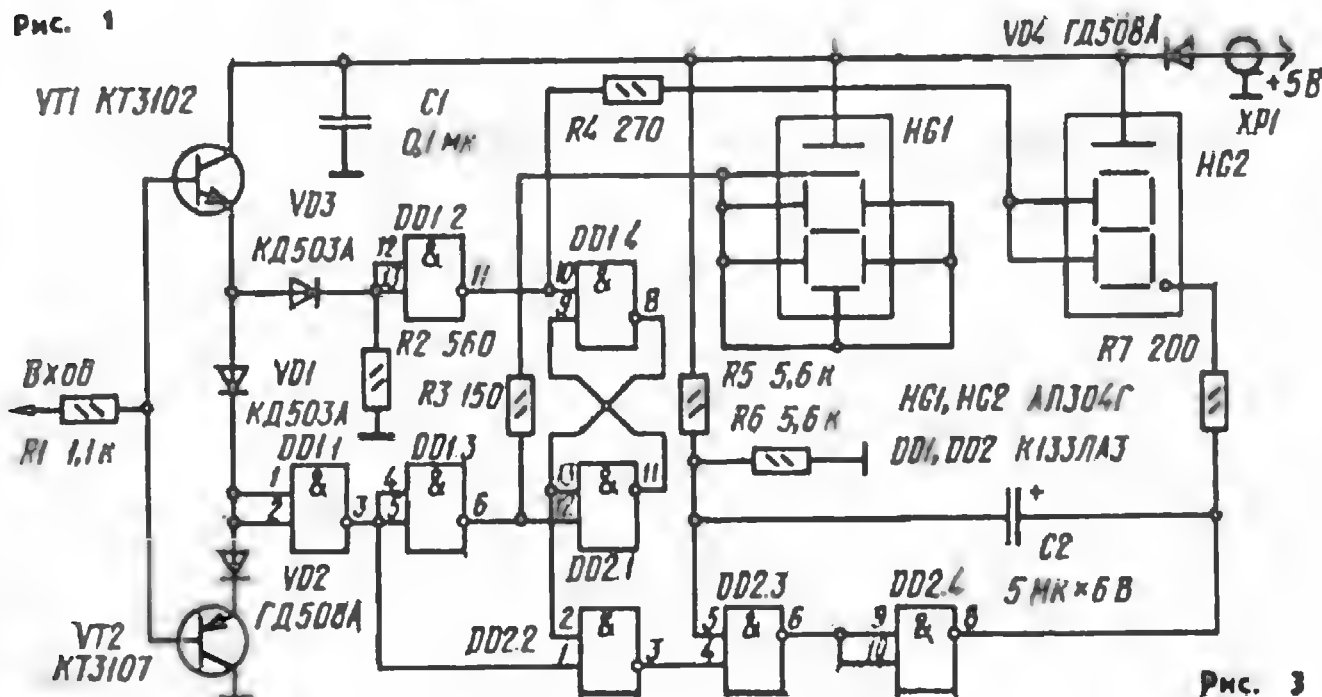 Рис. 1
VD4 ГД508А
+5В
XP1
VT1 КТ3102
C1
0,1 мк
R4 270
HG1
HG2
VD3
КД503А
DD1.2
&
12
13
11
DD1.4
&
10
9
8
R2 560
R3 150
Вход
R1 1,1к
VD1
КД503А
R5 5,6к
R6 5,6к
R7 200
HG1, HG2 АЛ304Г
DD1, DD2 К133ЛА3
DD1.1
&
1
2
3
DD1.3
&
4
5
6
&
13
12
11
DD2.1
C2
+
5 мк×6 В
VD2
ГД508А
VT2
КТ3107
DD2.2
&
2
1
3
DD2.3
&
5
4
6
DD2.4
&
9
10
8
Рис. 3